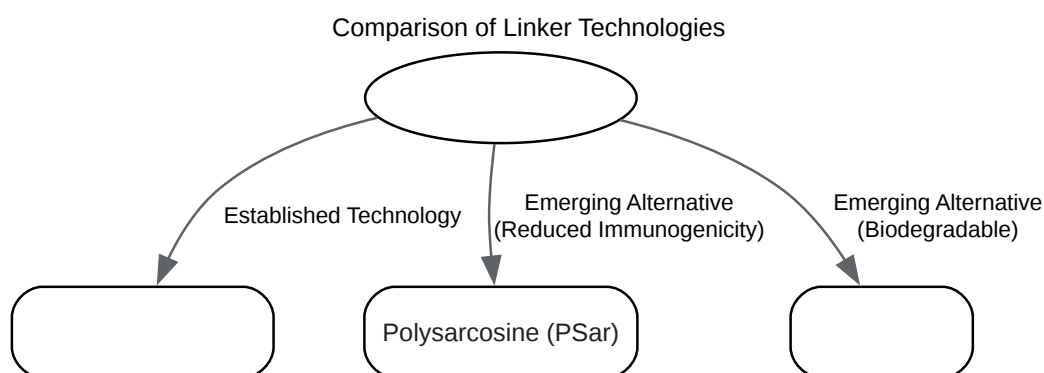 Comparison of Linker Technologies
Established Technology
Emerging Alternative
(Reduced Immunogenicity)
Emerging Alternative
(Biodegradable)
Polysarcosine (PSar)